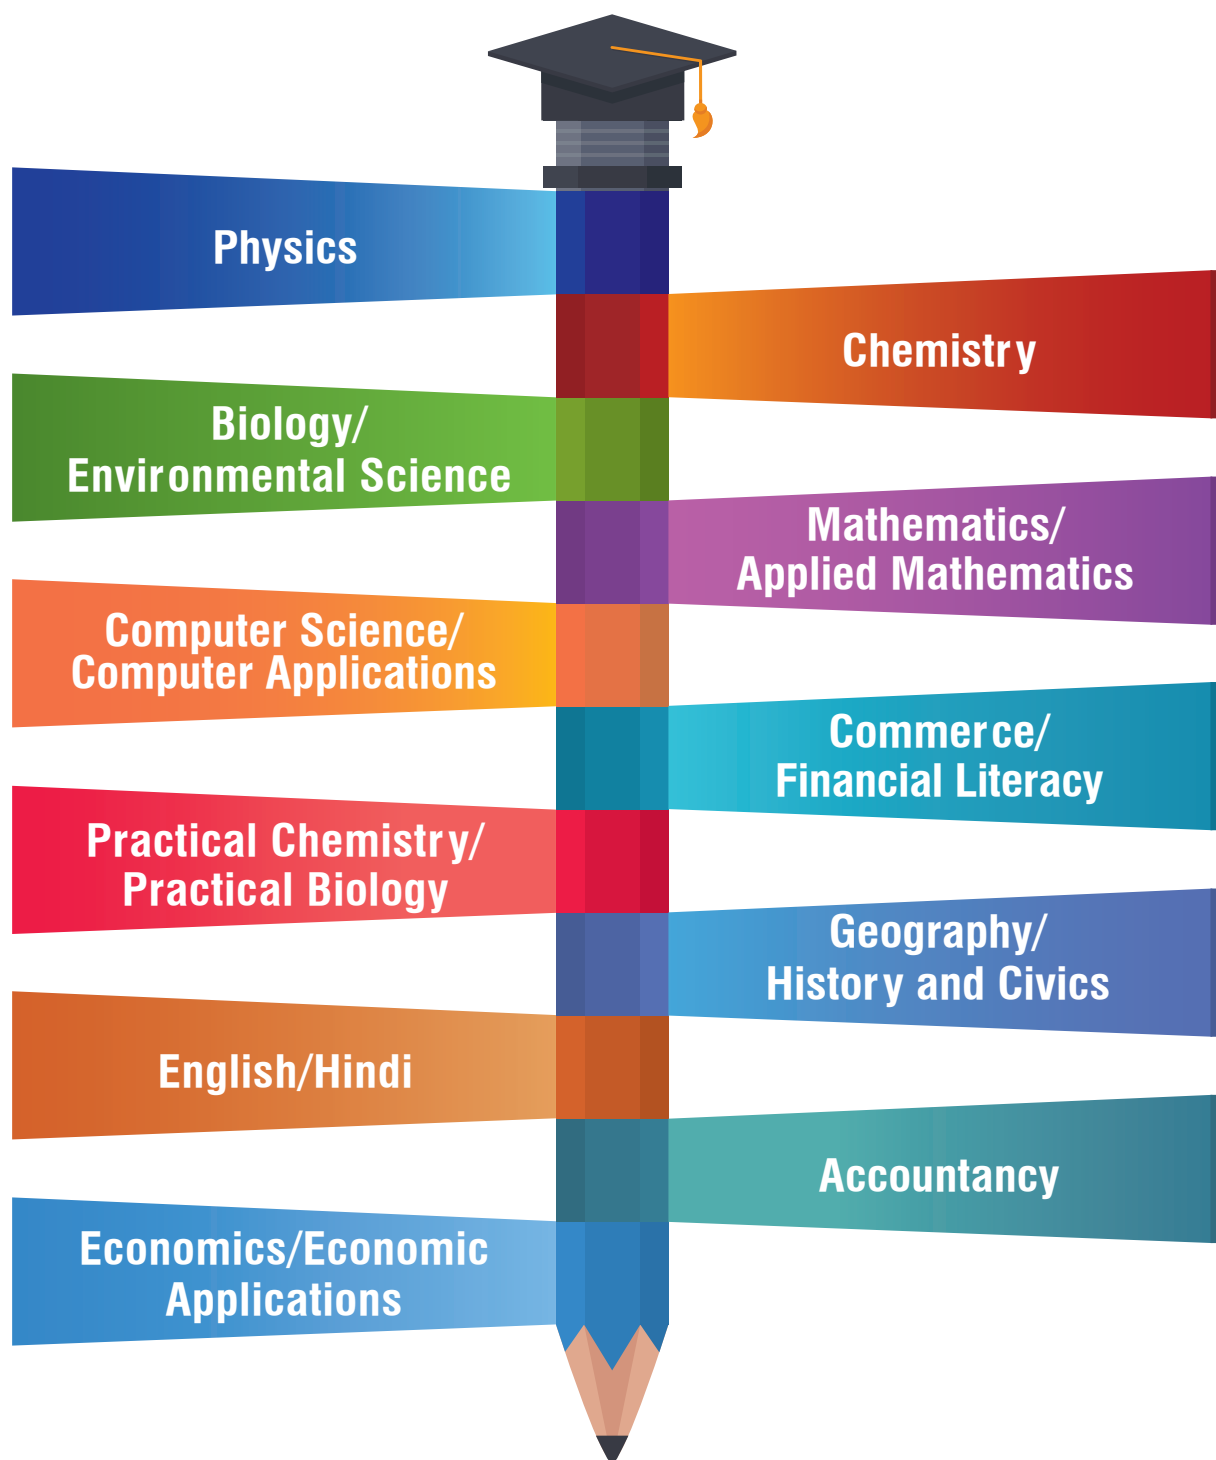 Physics
Chemistry
Biology/
Environmental Science
Mathematics/
Applied Mathematics
Computer Science/
Computer Applications
Commerce/
Financial Literacy
Practical Chemistry/
Practical Biology
Geography/
History and Civics
English/Hindi
Accountancy
Economics/Economic
Applications